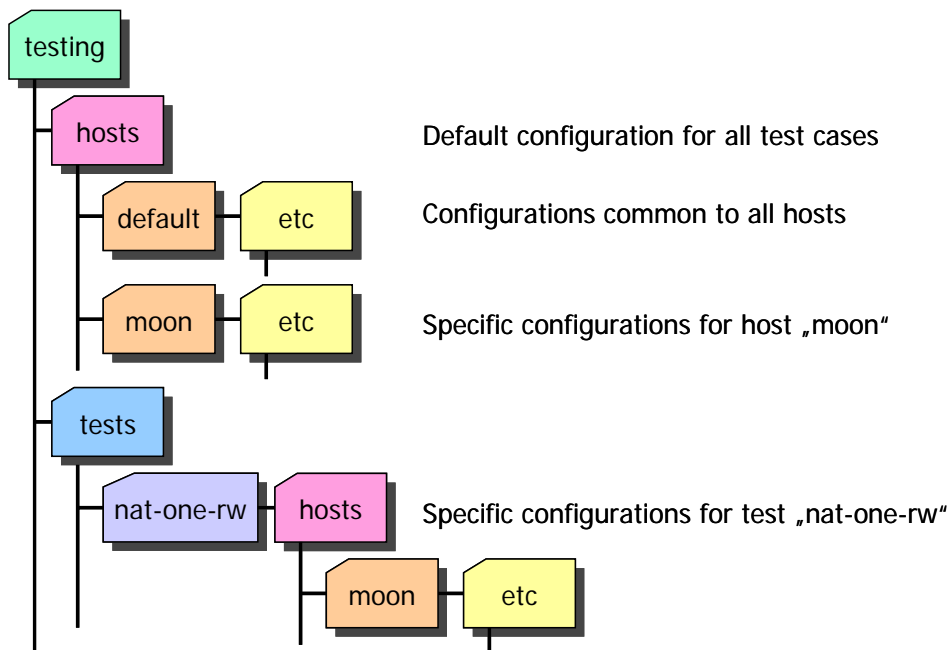 testing
hosts
Default configuration for all test cases
default
etc
Configurations common to all hosts
moon
etc
Specific configurations for host „moon“
tests
nat-one-rw
hosts
Specific configurations for test „nat-one-rw“
moon
etc